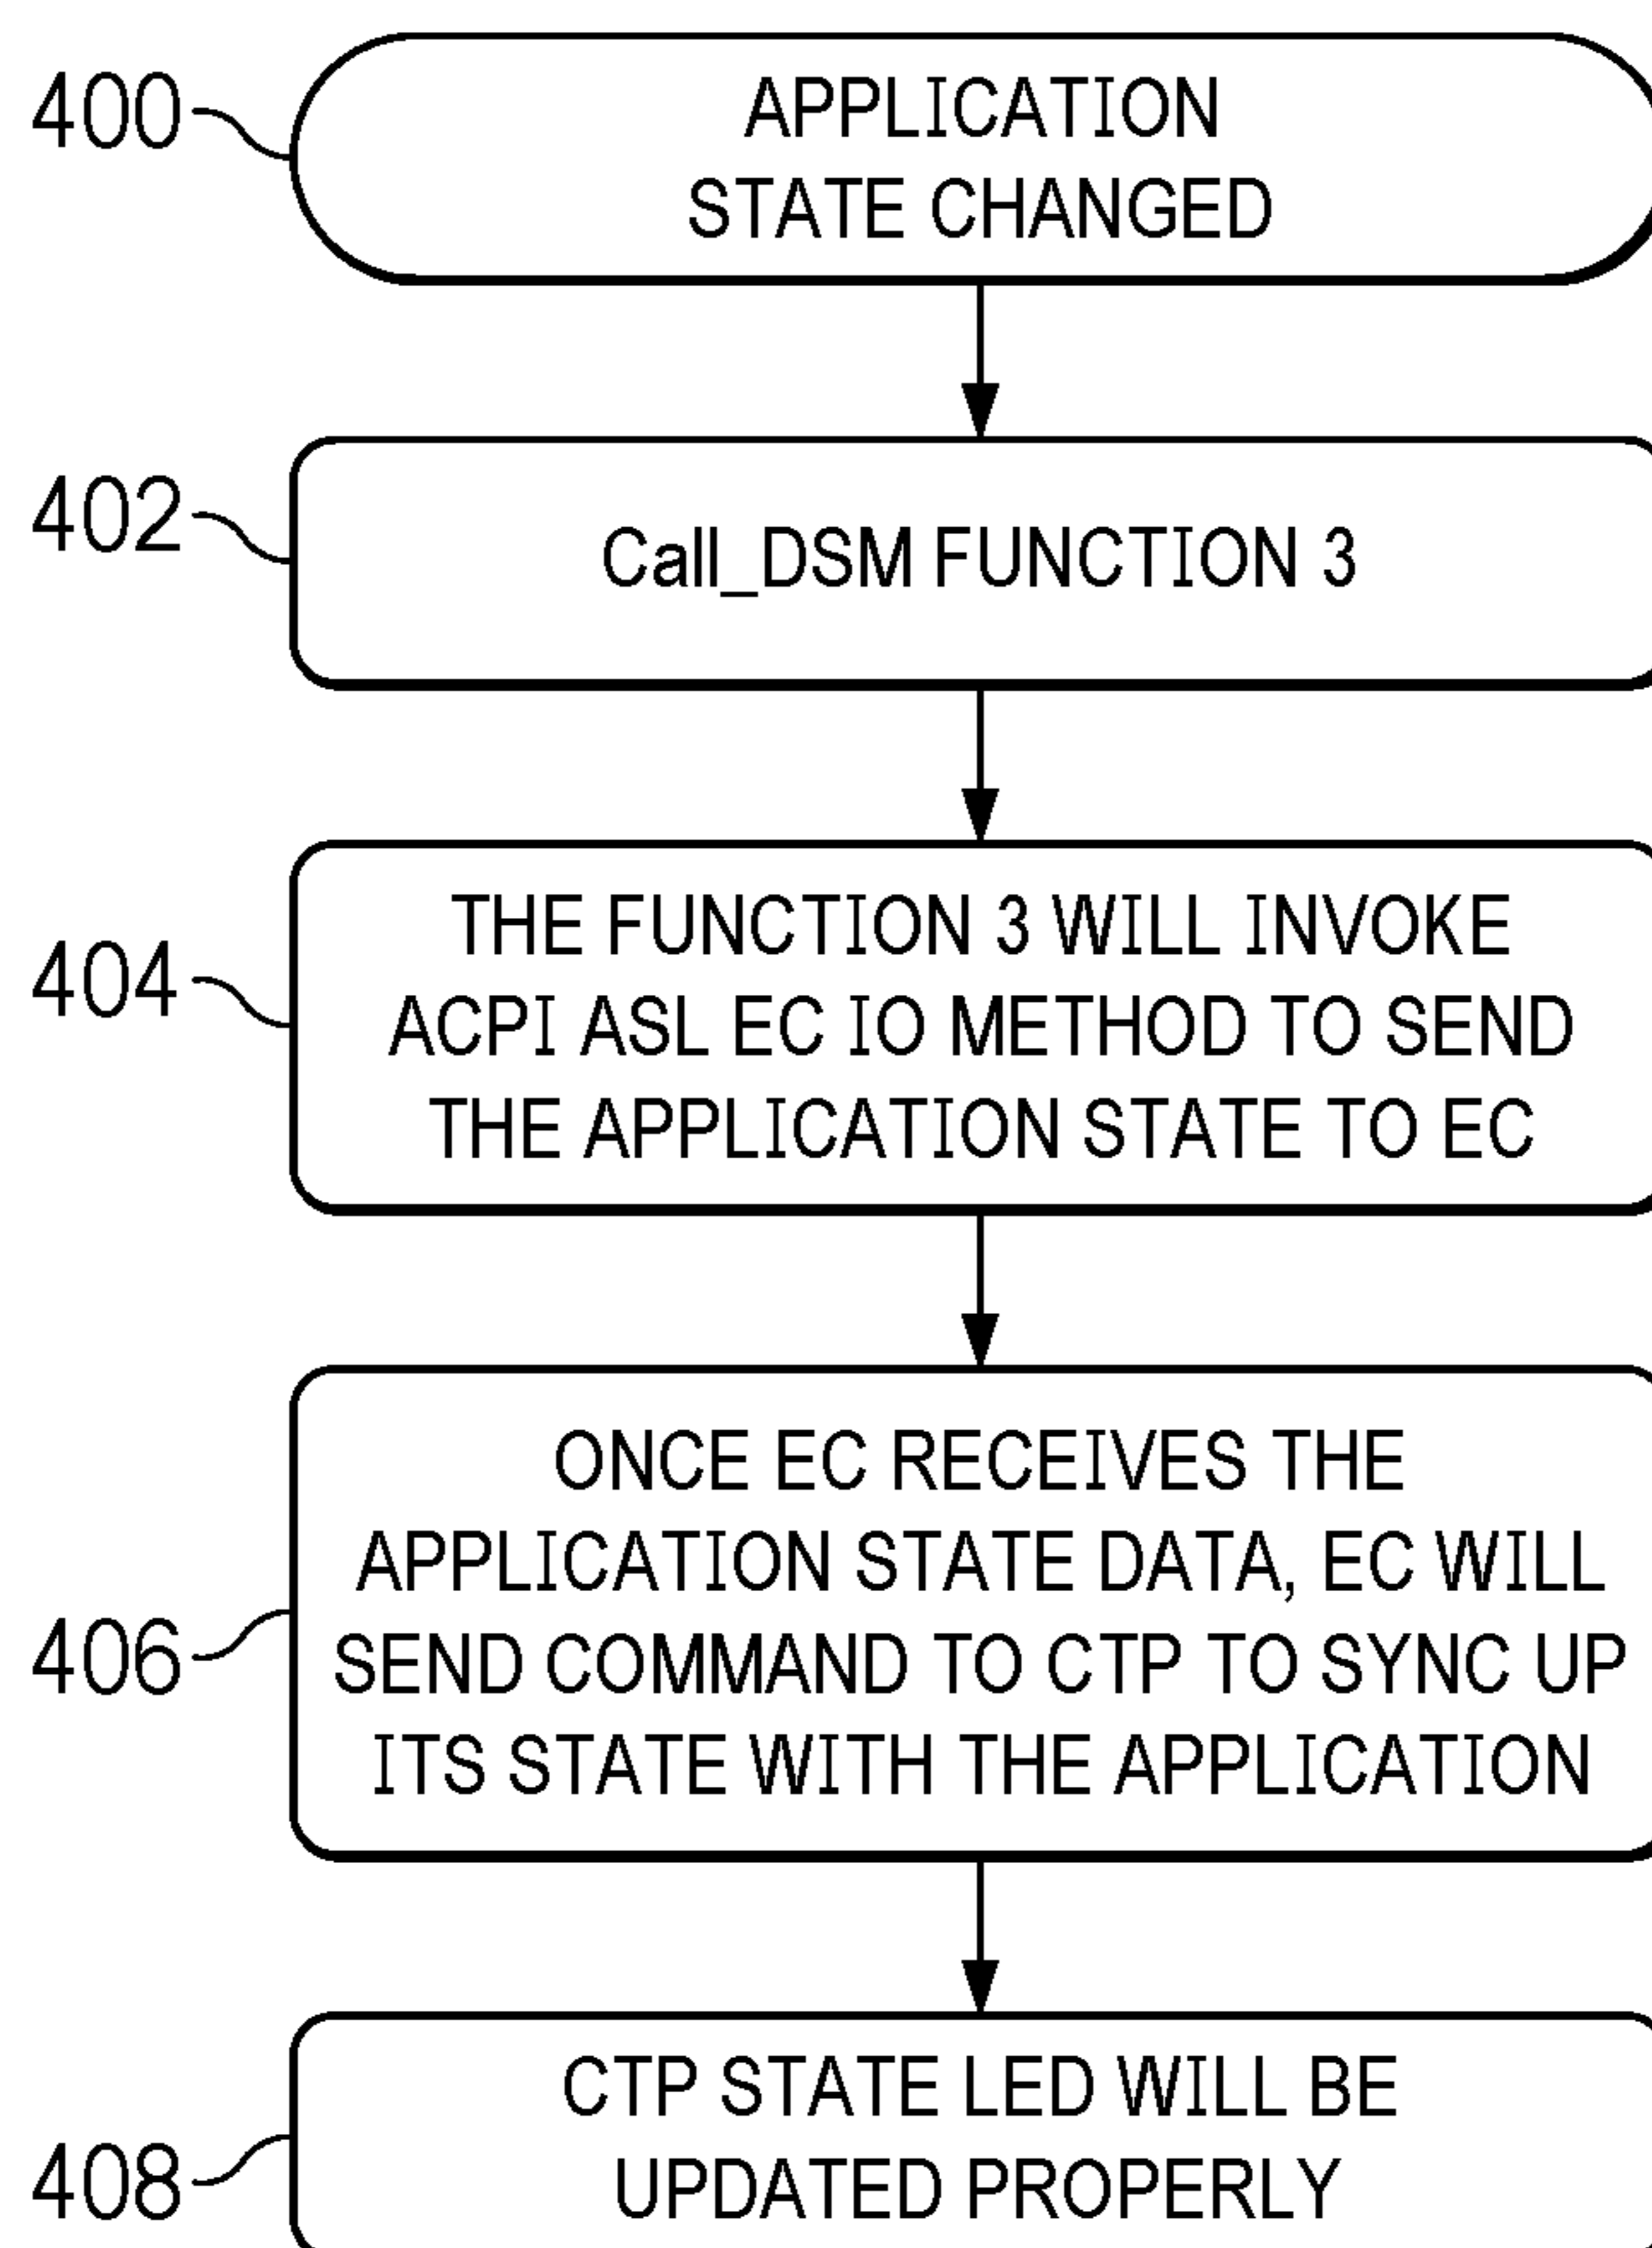 400
APPLICATION
STATE CHANGED
402
Call_DSM FUNCTION 3
404
THE FUNCTION 3 WILL INVOKE
ACPI ASL EC IO METHOD TO SEND
THE APPLICATION STATE TO EC
406
ONCE EC RECEIVES THE
APPLICATION STATE DATA, EC WILL
SEND COMMAND TO CTP TO SYNC UP
ITS STATE WITH THE APPLICATION
408
CTP STATE LED WILL BE
UPDATED PROPERLY